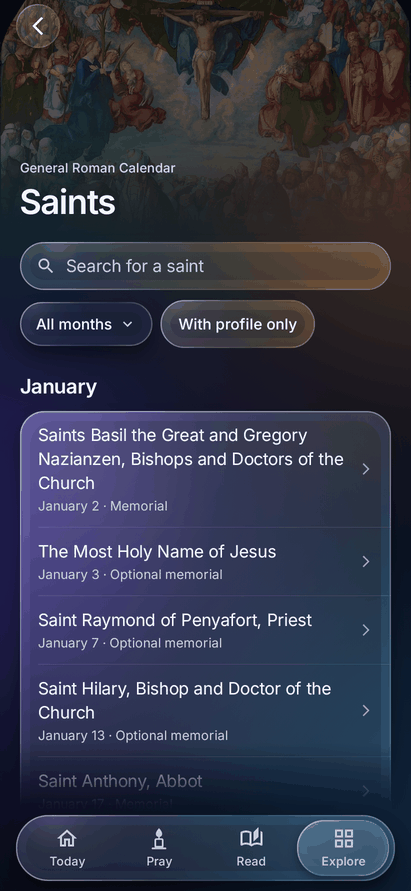 General Roman Calendar
Saints
Search for a saint
All months
With profile only
January
Saints Basil the Great and Gregory
Nazianzen, Bishops and Doctors of the
Church
January 2 · Memorial
The Most Holy Name of Jesus
January 3 · Optional memorial
Saint Raymond of Penyafort, Priest
January 7 · Optional memorial
Saint Hilary, Bishop and Doctor of the
Church
January 13 · Optional memorial
Saint Anthony, Abbot
January 17 · Memorial
Today
Pray
Read
Explore